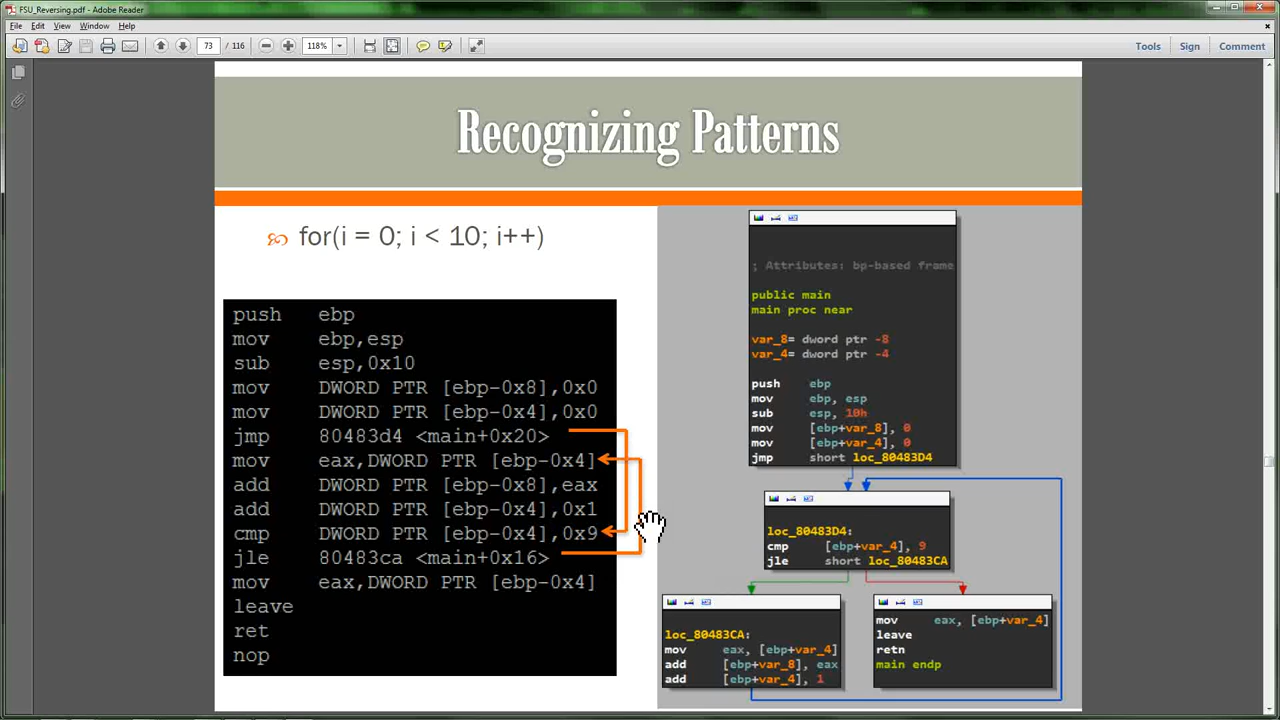 FSU_Reversing.pdf - Adobe Reader
File Edit View Window Help
73 / 116 118% Tools Sign Comment
Recognizing Patterns
for(i = 0; i < 10; i++)
push ebp
mov ebp,esp
sub esp,0x10
mov DWORD PTR [ebp-0x8],0x0
mov DWORD PTR [ebp-0x4],0x0
jmp 80483d4 <main+0x20>
mov eax,DWORD PTR [ebp-0x4]
add DWORD PTR [ebp-0x8],eax
add DWORD PTR [ebp-0x4],0x1
cmp DWORD PTR [ebp-0x4],0x9
jle 80483ca <main+0x16>
mov eax,DWORD PTR [ebp-0x4]
leave
ret
nop
; Attributes: bp-based frame
public main
main proc near
var_8= dword ptr -8
var_4= dword ptr -4
push ebp
mov ebp, esp
sub esp, 10h
mov [ebp+var_8], 0
mov [ebp+var_4], 0
jmp short loc_80483D4
loc_80483D4:
cmp [ebp+var_4], 9
jle short loc_80483CA
loc_80483CA:
mov eax, [ebp+var_4]
add [ebp+var_8], eax
add [ebp+var_4], 1
mov eax, [ebp+var_4]
leave
retn
main endp